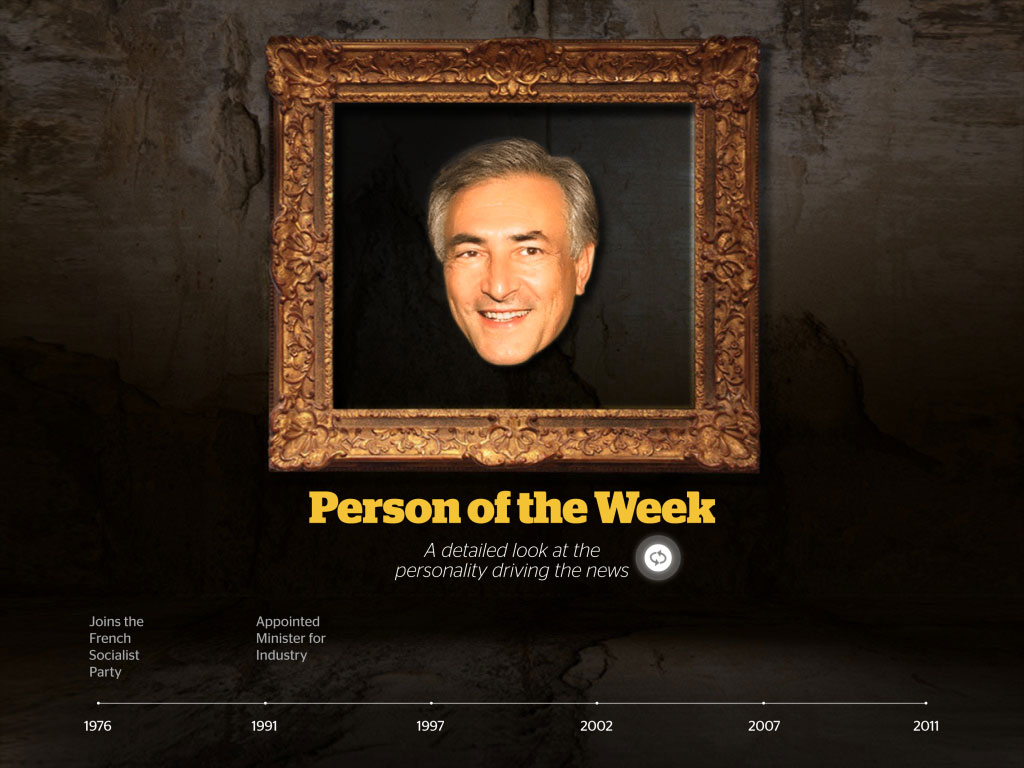 Person of the Week
A detailed look at the
personality driving the news
Joins the
French
Socialist
Party
Appointed
Minister for
Industry
1976 1991 1997 2002 2007 2011